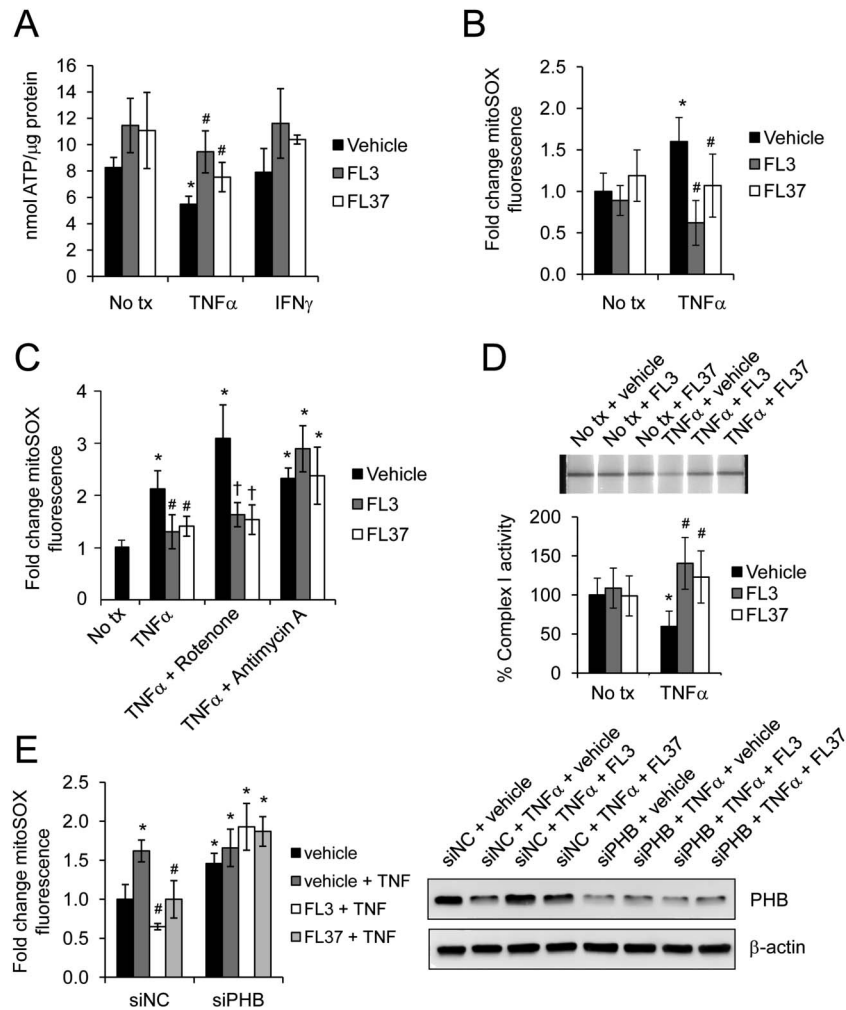 A
nmol ATP/μg protein
16
14
12
10
8
6
4
2
0
*
#
#
No tx
TNFα
IFNγ
Vehicle
FL3
FL37
B
Fold change mitoSOX
fluorescence
2.5
2.0
1.5
1.0
0.5
0.0
*
#
#
No tx
TNFα
Vehicle
FL3
FL37
C
Fold change mitoSOX
fluorescence
4
3
2
1
0
*
# #
*
† †
*
*
*
No tx
TNFα
TNFα + Rotenone
TNFα + Antimycin A
Vehicle
FL3
FL37
D
No tx + vehicle
No tx + FL3
No tx + FL37
TNFα + vehicle
TNFα + FL3
TNFα + FL37
% Complex I activity
200
150
100
50
0
*
#
#
No tx
TNFα
Vehicle
FL3
FL37
E
Fold change mitoSOX
fluorescence
2.5
2.0
1.5
1.0
0.5
0.0
*
#
#
*
*
*
*
siNC
siPHB
vehicle
vehicle + TNF
FL3 + TNF
FL37 + TNF
siNC + vehicle
siNC + TNFα + vehicle
siNC + TNFα + FL3
siNC + TNFα + FL37
siPHB + vehicle
siPHB + TNFα + vehicle
siPHB + TNFα + FL3
siPHB + TNFα + FL37
PHB
β-actin